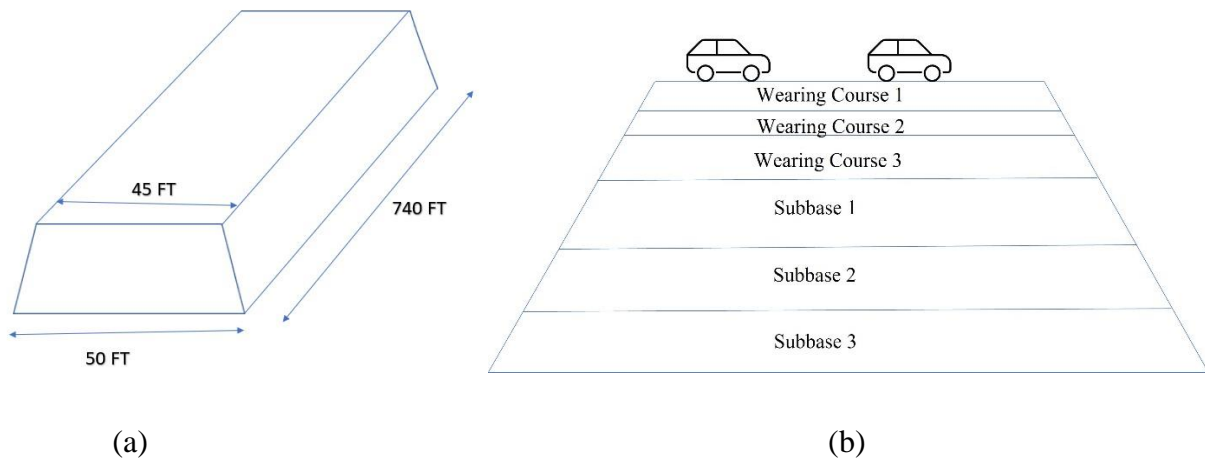 45 FT
740 FT
50 FT
(a)
Wearing Course 1
Wearing Course 2
Wearing Course 3
Subbase 1
Subbase 2
Subbase 3
(b)